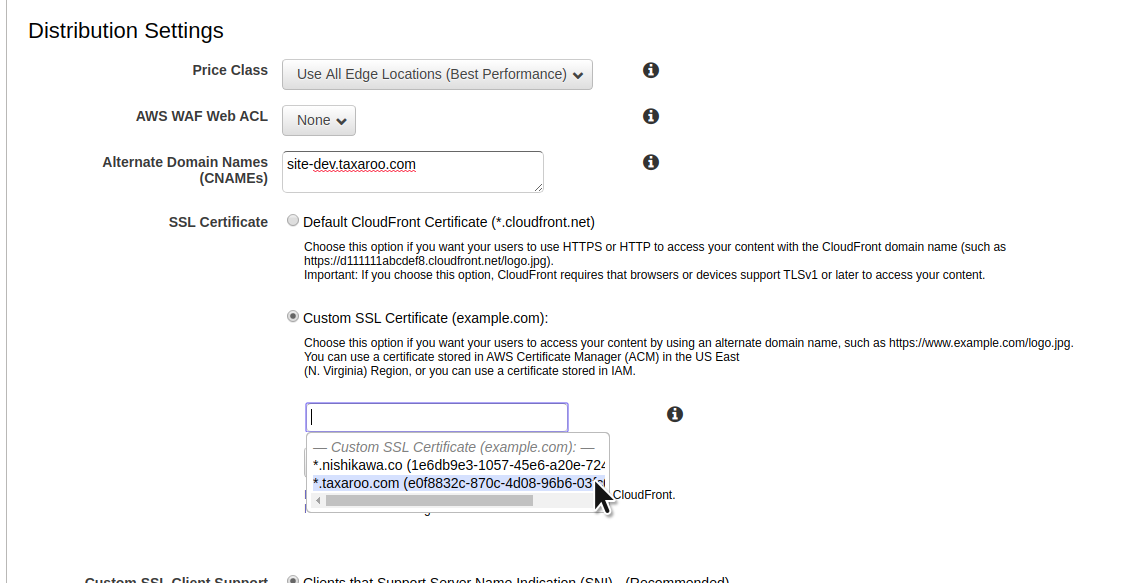 Distribution Settings
Price Class
Use All Edge Locations (Best Performance)
AWS WAF Web ACL
None
Alternate Domain Names
(CNAMEs)
site-dev.taxaroo.com
SSL Certificate
Default CloudFront Certificate (*.cloudfront.net)
Choose this option if you want your users to use HTTPS or HTTP to access your content with the CloudFront domain name (such as
https://d111111abcdef8.cloudfront.net/logo.jpg).
Important: If you choose this option, CloudFront requires that browsers or devices support TLSv1 or later to access your content.
Custom SSL Certificate (example.com):
Choose this option if you want your users to access your content by using an alternate domain name, such as https://www.example.com/logo.jpg.
You can use a certificate stored in AWS Certificate Manager (ACM) in the US East
(N. Virginia) Region, or you can use a certificate stored in IAM.
— Custom SSL Certificate (example.com): —
*.nishikawa.co (1e6db9e3-1057-45e6-a20e-724
*.taxaroo.com (e0f8832c-870c-4d08-96b6-03
CloudFront.
Custom SSL Client Support
Clients that Support Server Name Indication (SNI) - (Recommended)